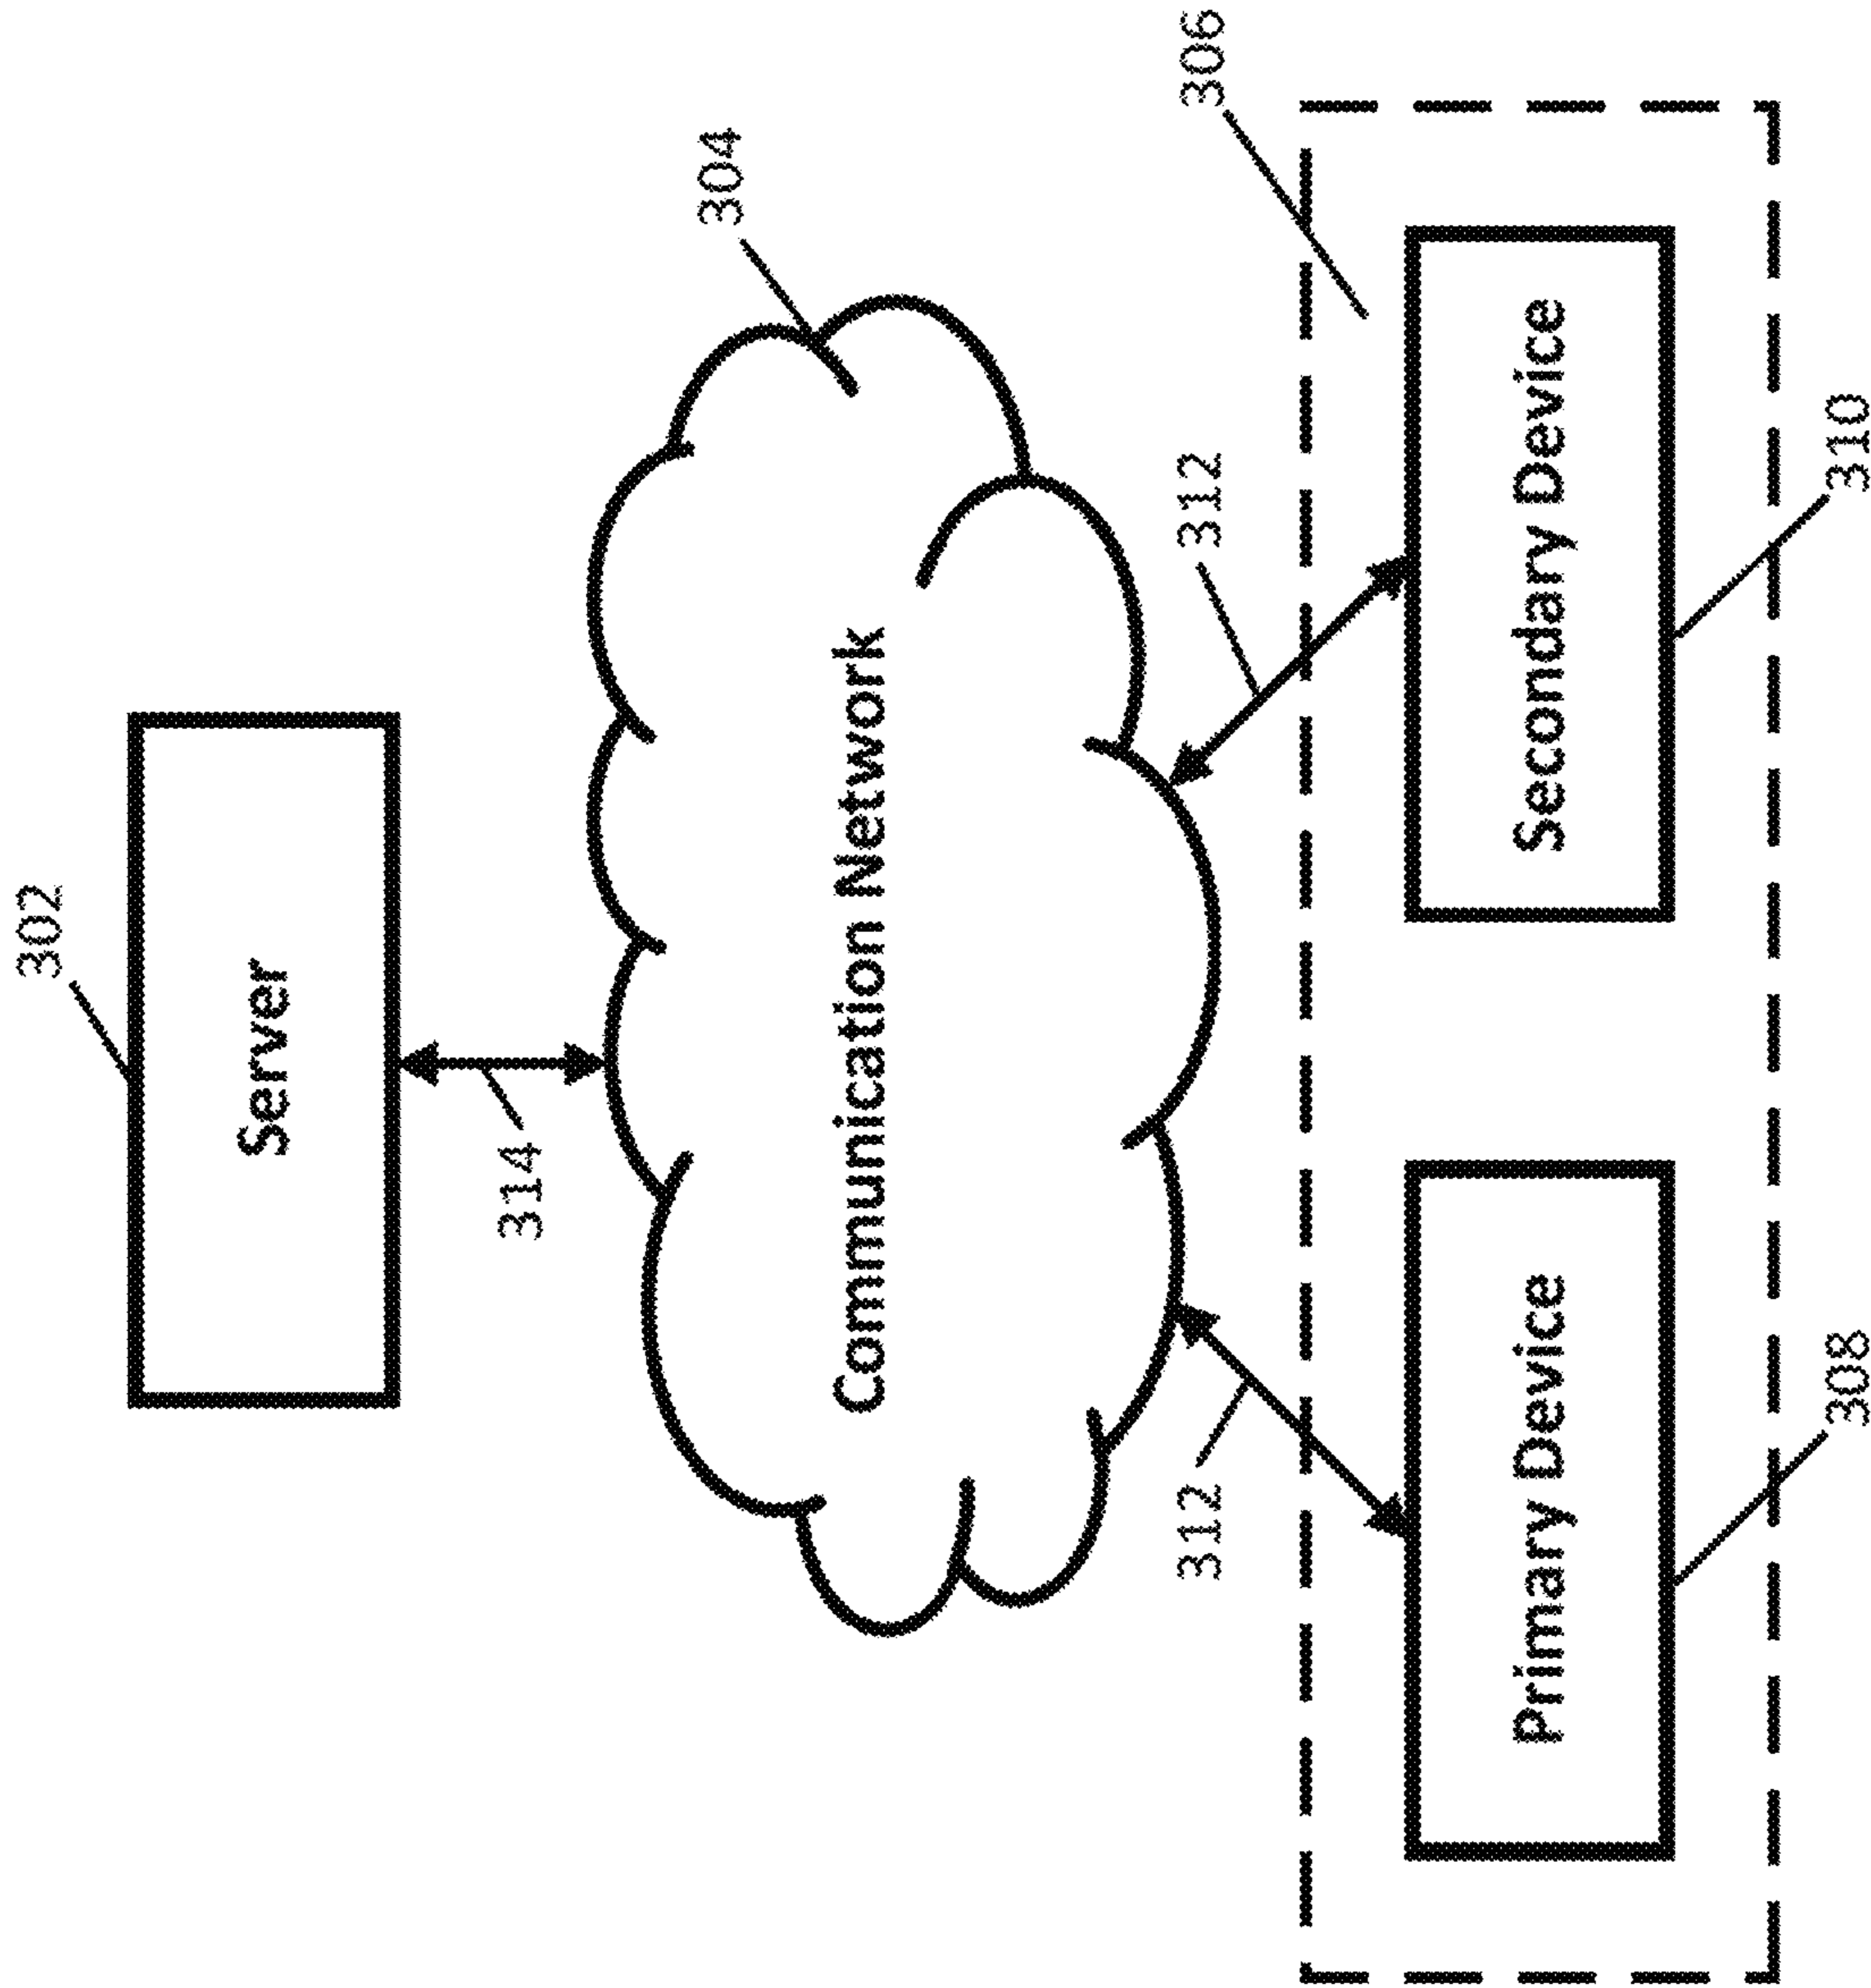 302
Server
314
304
Communication Network
312
312
306
Primary Device
Secondary Device
308
310